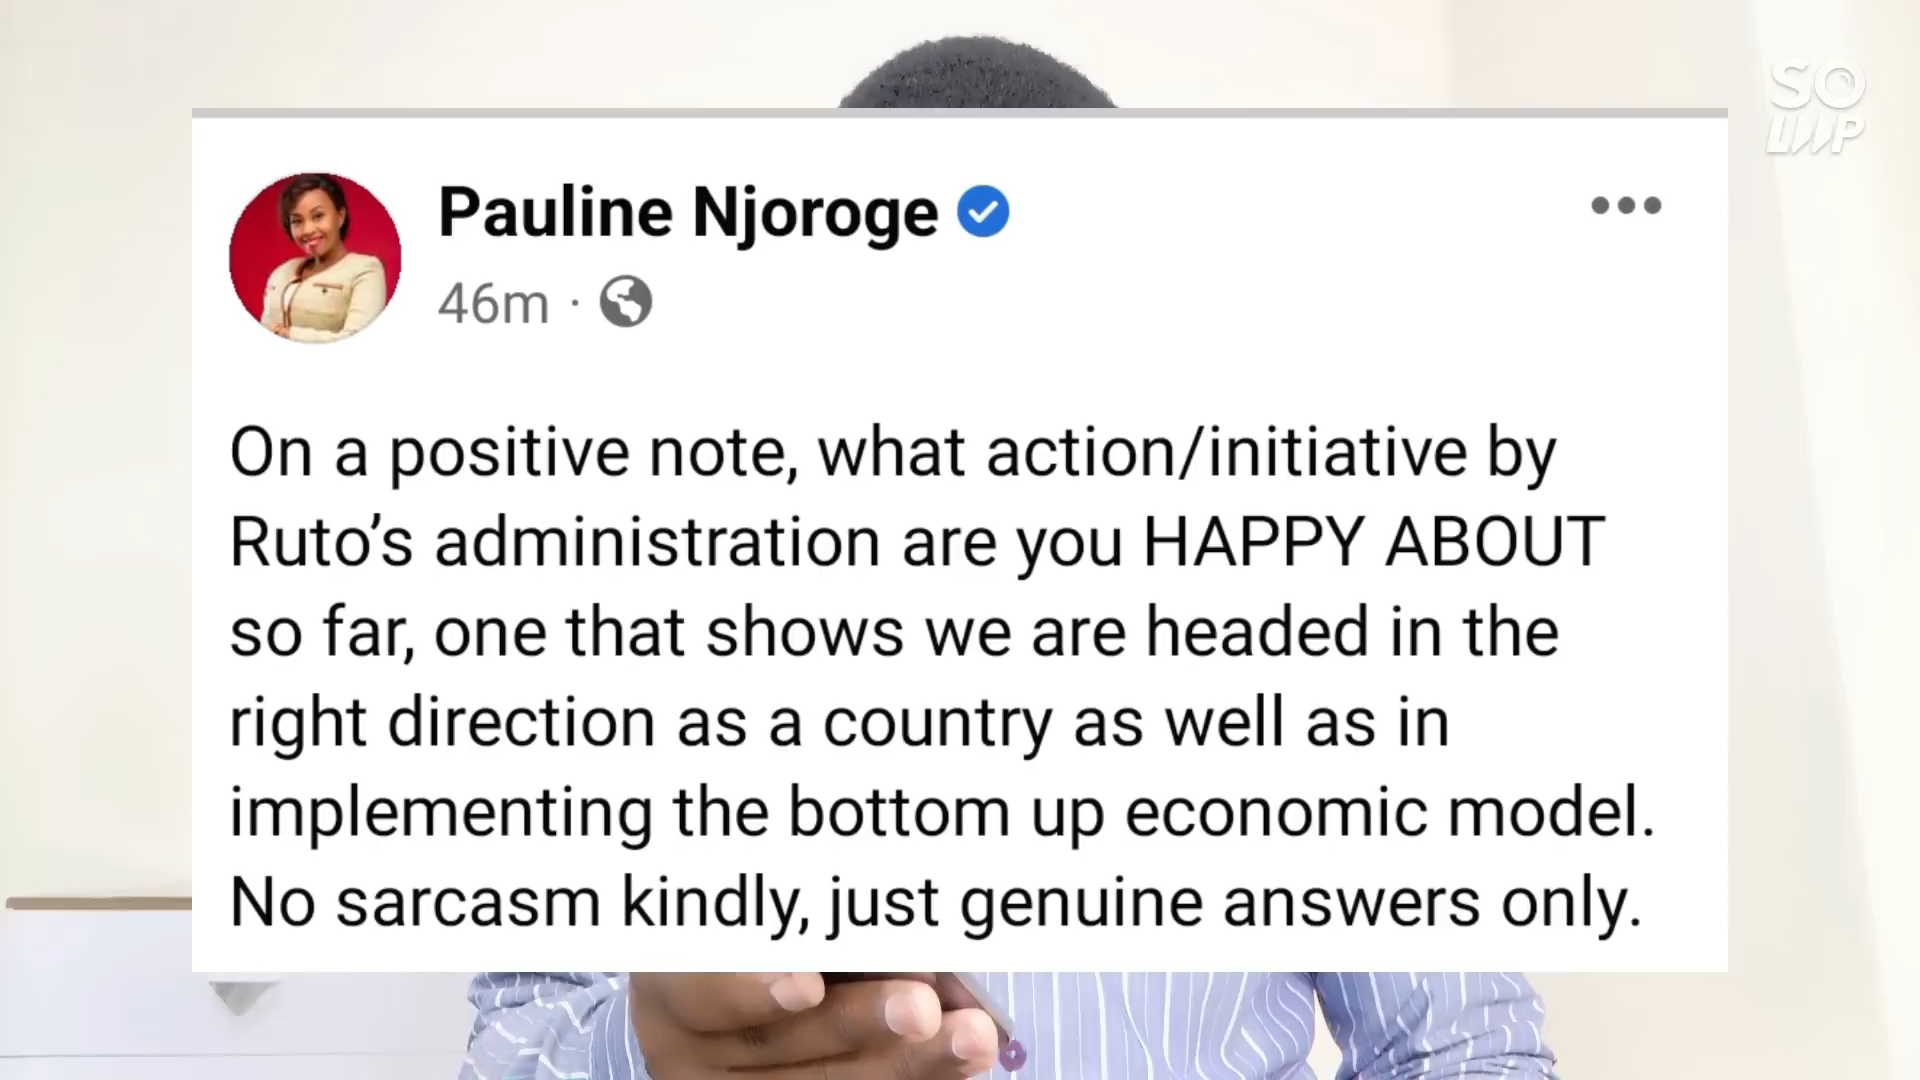 SO
LIIIP
Pauline Njoroge
46m ·
On a positive note, what action/initiative by
Ruto’s administration are you HAPPY ABOUT
so far, one that shows we are headed in the
right direction as a country as well as in
implementing the bottom up economic model.
No sarcasm kindly, just genuine answers only.